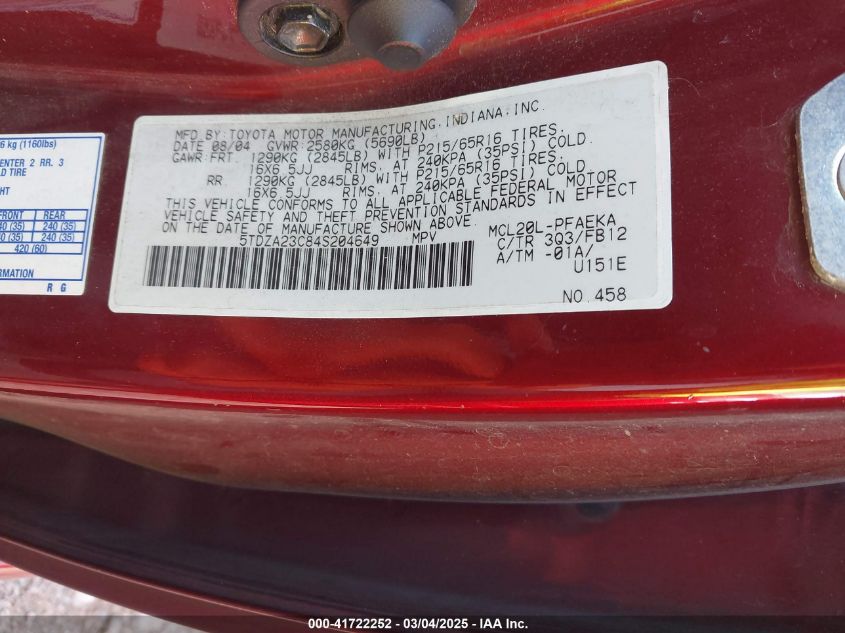 6 kg (1160lbs)
ENTER 2 RR. 3
D TIRE
HT
FRONT REAR
40 (35) 240 (35)
40 (35) 240 (35)
420 (60)
ORMATION
R G
MFD.BY:TOYOTA MOTOR MANUFACTURING.INDIANA.INC.
DATE 08/04 GVWR:2580KG (5690LB)
GAWR:FRT. 1290KG (2845LB) WITH P215/65R16 TIRES.
16X6.5JJ RIMS. AT 240KPA (35PSI) COLD.
RR 1290KG (2845LB) WITH P215/65R16 TIRES.
16X6.5JJ RIMS. AT 240KPA (35PSI) COLD
THIS VEHICLE CONFORMS TO ALL APPLICABLE FEDERAL MOTOR
VEHICLE SAFETY AND THEFT PREVENTION STANDARDS IN EFFECT
ON THE DATE OF MANUFACTURE SHOWN ABOVE.
5TDZA23C84S204649 MPV
MCL20L-PFAEKA
C/TR 3Q3/FB12
A/TM -01A/
U151E
NO.458
000-41722252 - 03/04/2025 - IAA Inc.